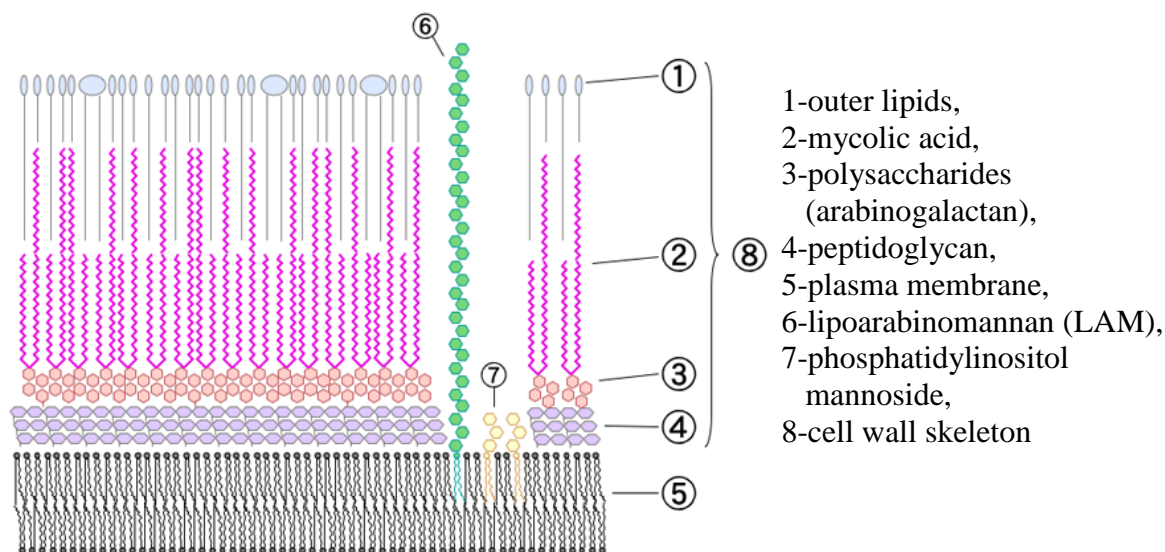 ⑥
①
②
⑧
⑦
③
④
⑤
1-outer lipids,
2-mycolic acid,
3-polysaccharides
(arabinogalactan),
4-peptidoglycan,
5-plasma membrane,
6-lipoarabinomannan (LAM),
7-phosphatidylinositol
mannoside,
8-cell wall skeleton